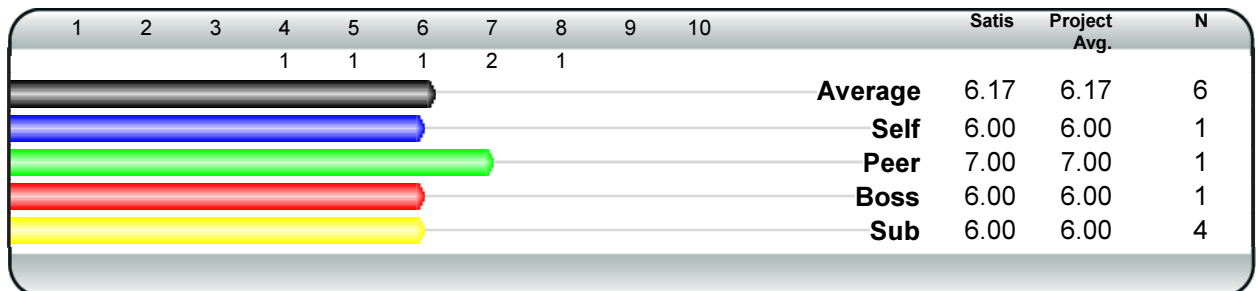 1 2 3 4 5 6 7 8 9 10 Satis Project Avg. N
1 1 1 2 1
Average 6.17 6.17 6
Self 6.00 6.00 1
Peer 7.00 7.00 1
Boss 6.00 6.00 1
Sub 6.00 6.00 4